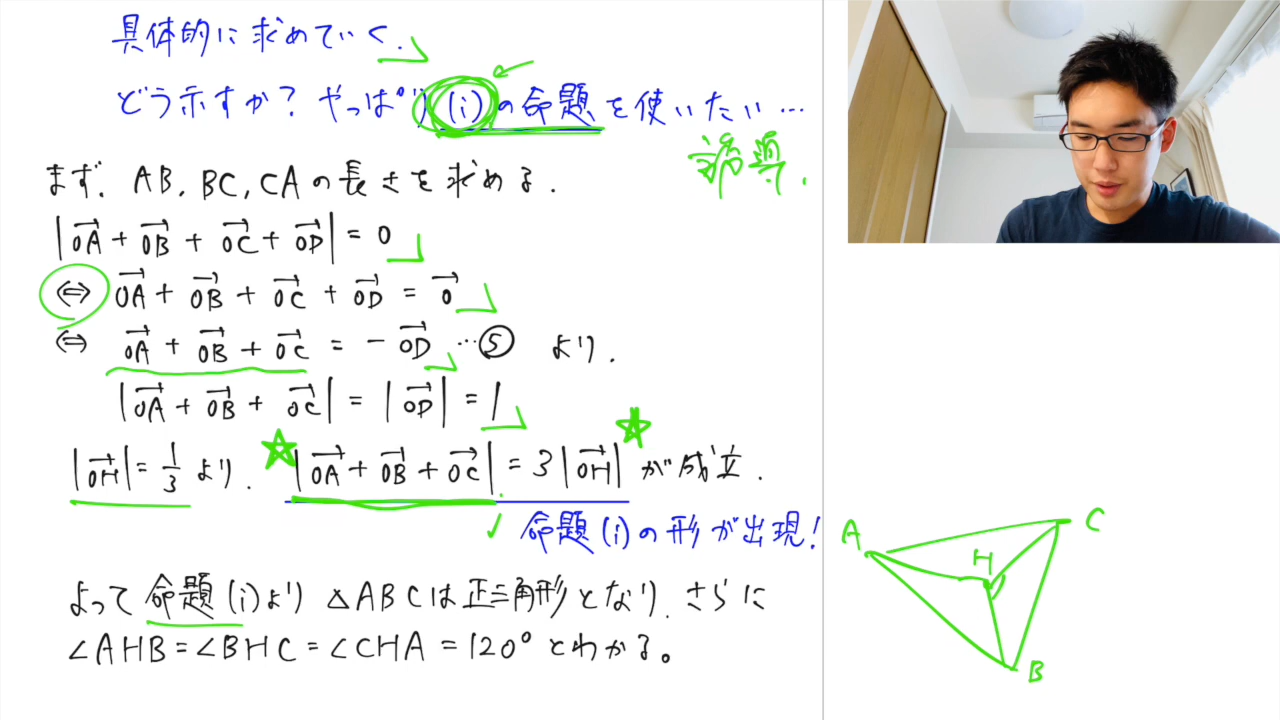 具体的に求めていく.
どう示すか? やっぱり (i)の命題を使いたい…
誘導.
まず. AB, BC, CA の長さを求める.
|→OA + →OB + →OC + →OD| = 0
⇔ →OA + →OB + →OC + →OD = →0
⇔ →OA + →OB + →OC = - →OD …⑤ より.
|→OA + →OB + →OC| = |→OD| = 1
|→OH| = 1/3 より. |→OA + →OB + →OC| = 3|→OH| が成立.
命題(i)の形が出現!
よって 命題(i)より △ABCは正三角形となり. さらに
∠AHB = ∠BHC = ∠CHA = 120° とわかる。
A
C
H
B